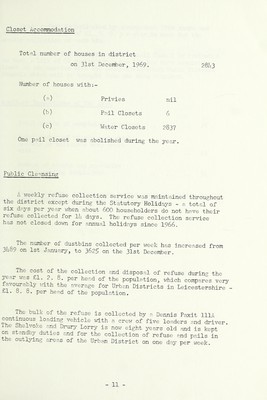 Closet Accommodation
Total number of houses in district
on 31st December, 1969. 2843
Number of houses with:-
(a) Privies nil
(b) Pail Closets 6
(c) Water Closets 2837
One pail closet was abolished during the year.
Public Cleansing
A weekly refuse collection service was maintained throughout
the district except during the Statutory Holidays - a total of
six days per year when about 600 householders do not have their
refuse collected for 14 days. The refuse collection service
has not closed down for annual holidays since 1966.
The number of dustbins collected per week has increased from
3489 on 1st January, to 3625 on the 31st December.
The cost of the collection and disposal of refuse during the
year was £1. 2. 8. per head of the population, which compares very
favourably with the average for Urban Districts in Leicestershire -
£1. 8. 8. per head of the population.
The bulk of the refuse is collected by a Dennis Paxit 111A
continuous loading vehicle with a crew of five loaders and driver.
The Shelvoke and Drewry Lorry is now eight years old and is kept
on standby duties and for the collection of refuse and pails in
the outlying areas of the Urban District on one day per week.
- 11 -